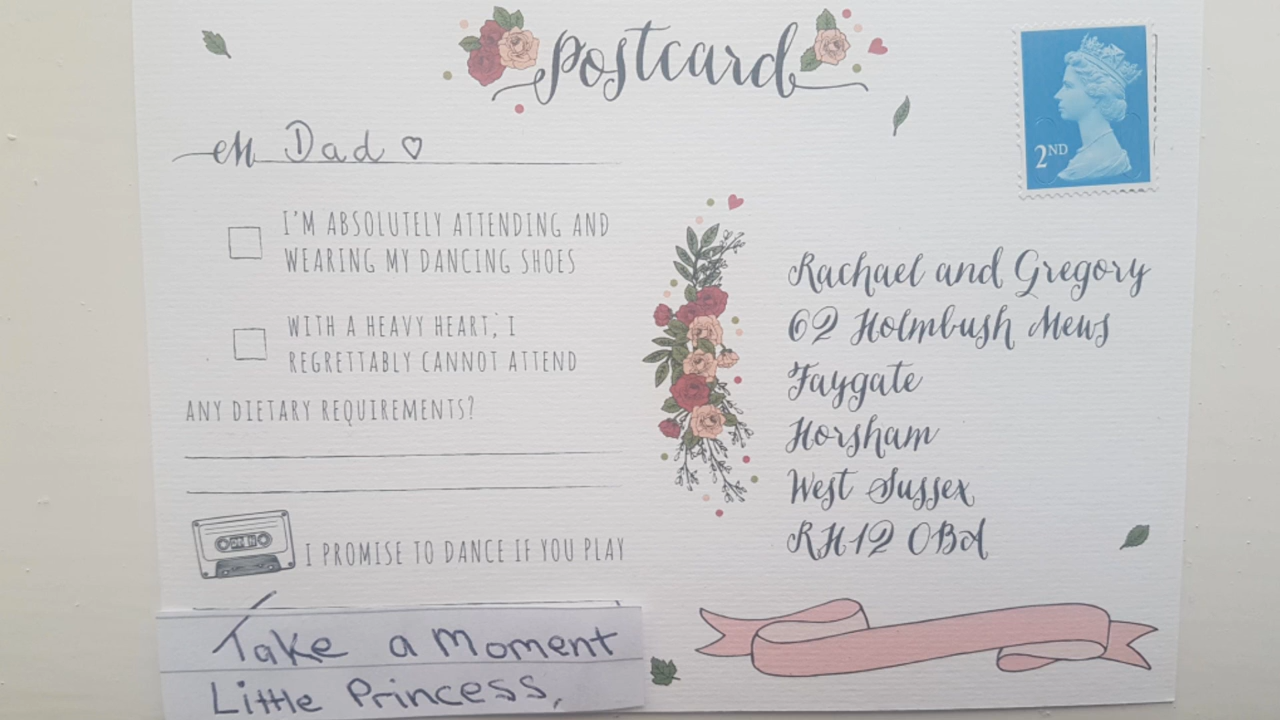 Postcard
2ND
M Dad ♡
I'M ABSOLUTELY ATTENDING AND
WEARING MY DANCING SHOES
WITH A HEAVY HEART, I
REGRETTABLY CANNOT ATTEND
ANY DIETARY REQUIREMENTS?
I PROMISE TO DANCE IF YOU PLAY
Take a Moment
Little Princess,
Rachael and Gregory
62 Holmbush Mews
Faygate
Horsham
West Sussex
RH12 0BA